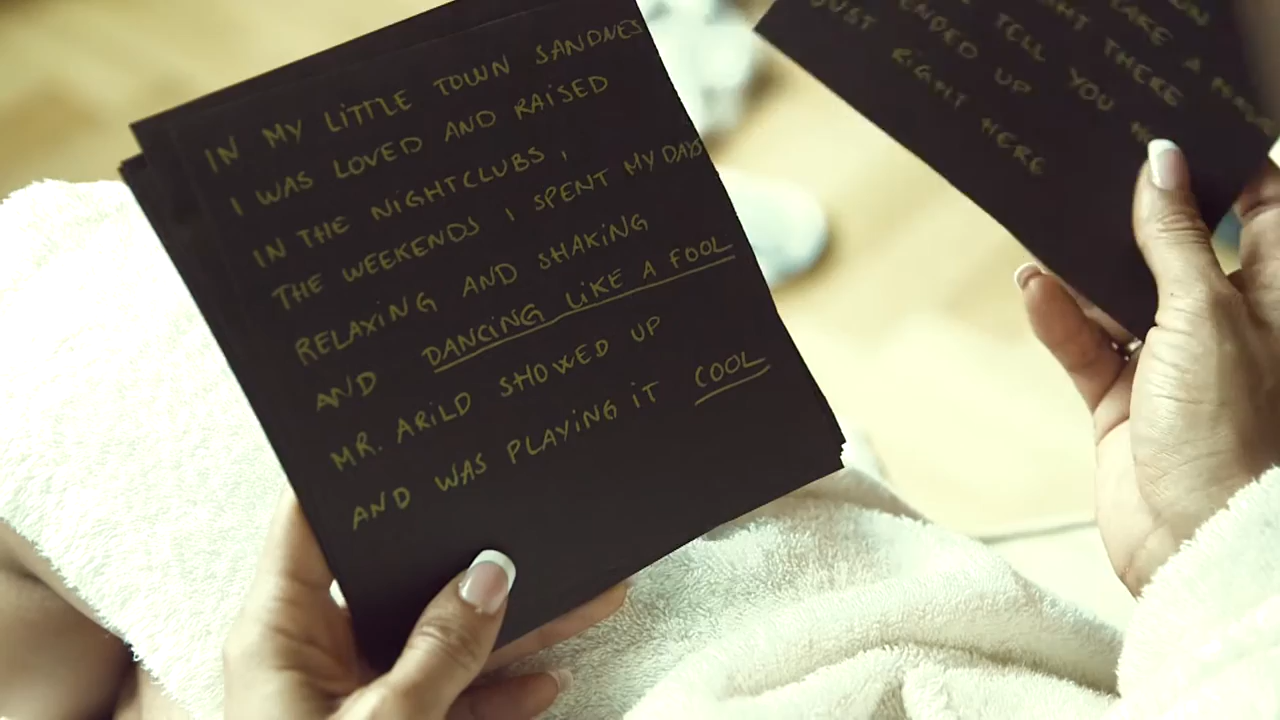 IN MY LITTLE TOWN SANDNES
I WAS LOVED AND RAISED
IN THE NIGHTCLUBS,
THE WEEKENDS I SPENT MY DAYS
RELAXING AND SHAKING
AND DANCING LIKE A FOOL
MR. ARILD SHOWED UP
AND WAS PLAYING IT COOL
TAKE A
TELL YOU
THERE
JUST
ENDED UP
RIGHT HERE